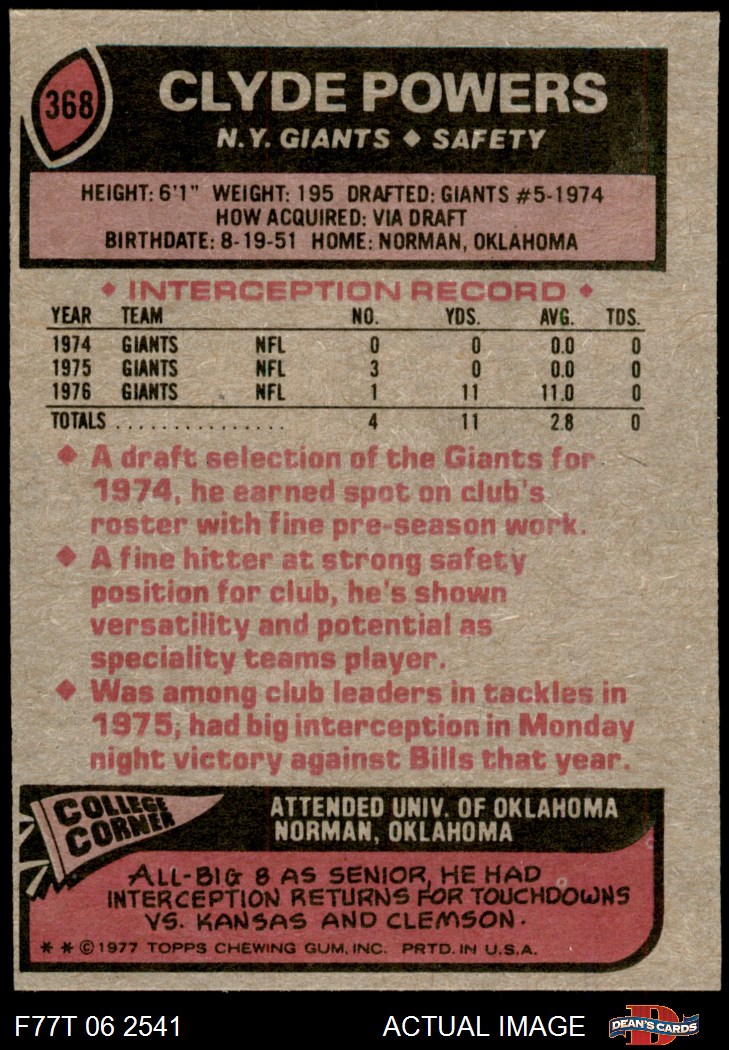 368
CLYDE POWERS
N.Y. GIANTS ♦ SAFETY
HEIGHT: 6'1" WEIGHT: 195 DRAFTED: GIANTS #5-1974
HOW ACQUIRED: VIA DRAFT
BIRTHDATE: 8-19-51 HOME: NORMAN, OKLAHOMA
♦ INTERCEPTION RECORD ♦
YEAR TEAM NO. YDS. AVG. TDS.
1974 GIANTS NFL 0 0 0.0 0
1975 GIANTS NFL 3 0 0.0 0
1976 GIANTS NFL 1 11 11.0 0
TOTALS ............... 4 11 2.8 0
♦ A draft selection of the Giants for
1974, he earned spot on club's
roster with fine pre-season work.
♦ A fine hitter at strong safety
position for club, he's shown
versatility and potential as
speciality teams player.
♦ Was among club leaders in tackles in
1975; had big interception in Monday
night victory against Bills that year.
COLLEGE
CORNER
ATTENDED UNIV. OF OKLAHOMA
NORMAN, OKLAHOMA
ALL-BIG 8 AS SENIOR, HE HAD
INTERCEPTION RETURNS FOR TOUCHDOWNS
VS. KANSAS AND CLEMSON.
* * © 1977 TOPPS CHEWING GUM, INC. PRTD. IN U.S.A.
F77T 06 2541 ACTUAL IMAGE DEAN'S CARDS